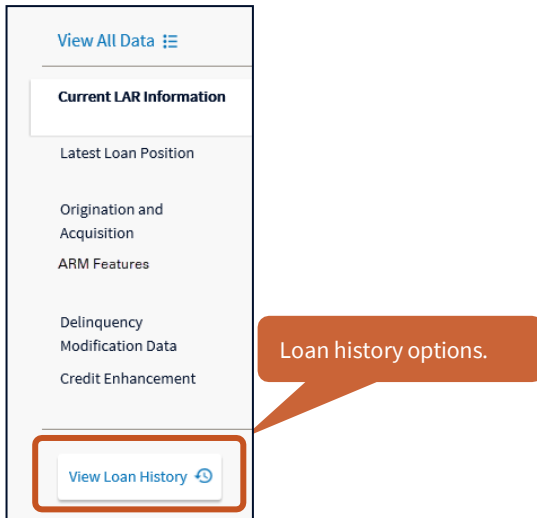 View All Data
Current LAR Information
Latest Loan Position
Origination and
Acquisition
ARM Features
Delinquency
Modification Data
Credit Enhancement
Loan history options.
View Loan History